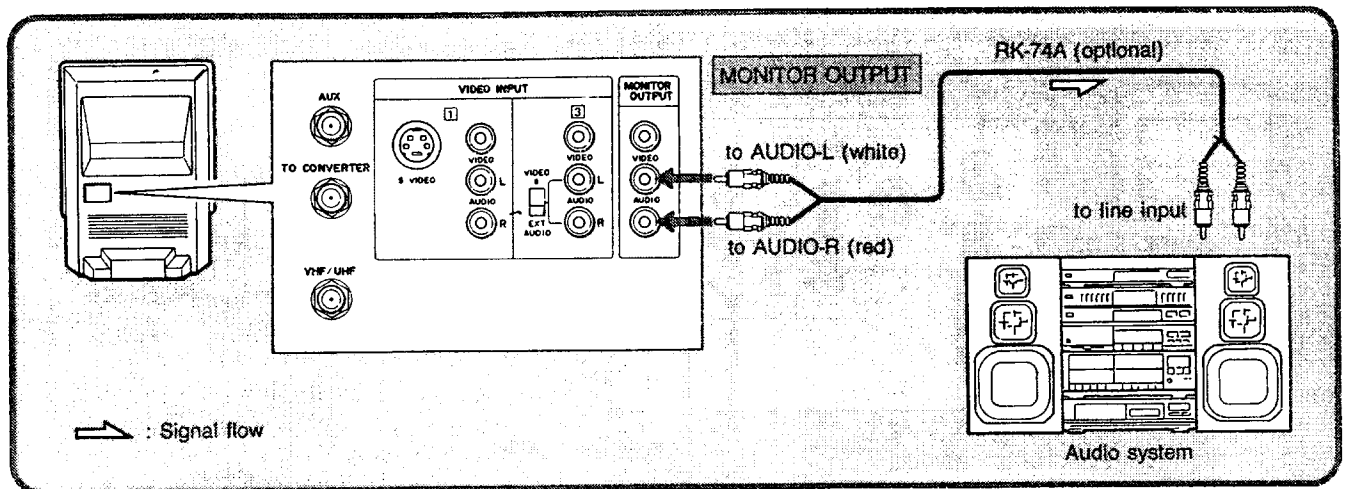 RK-74A (optional)
MONITOR OUTPUT
AUX
TO CONVERTER
VHF / UHF
VIDEO INPUT
1
S VIDEO
VIDEO
L
AUDIO
R
3
VIDEO
VIDEO
L
AUDIO
R
EXT
AUDIO
MONITOR
OUTPUT
VIDEO
AUDIO
to AUDIO-L (white)
to AUDIO-R (red)
to line input
Audio system
: Signal flow